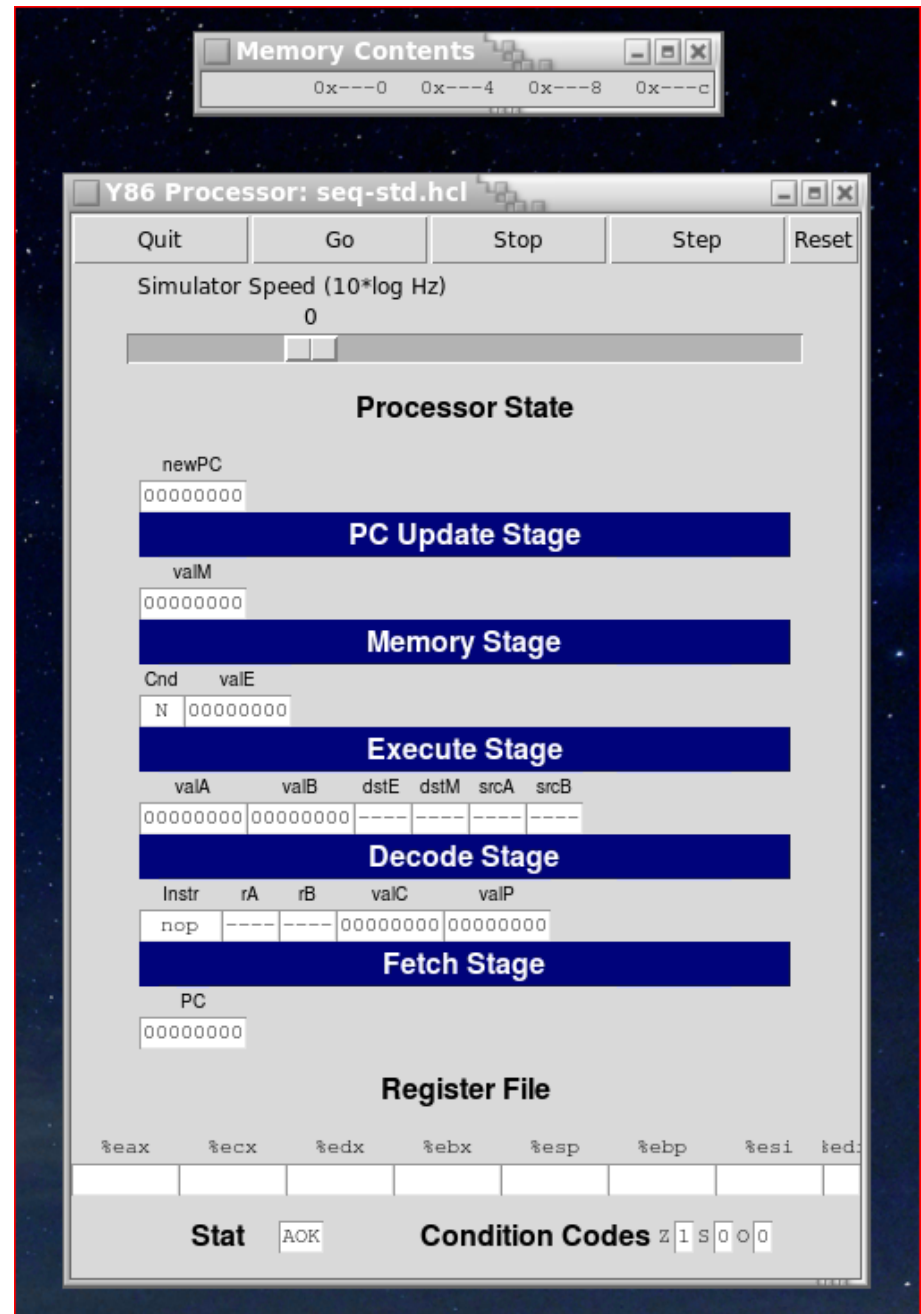 Memory Contents
0x---0 0x---4 0x---8 0x---c
Y86 Processor: seq-std.hcl
Quit Go Stop Step Reset
Simulator Speed (10*log Hz)
0
Processor State
newPC
00000000
PC Update Stage
valM
00000000
Memory Stage
Cnd valE
N 00000000
Execute Stage
valA valB dstE dstM srcA srcB
00000000 00000000 ---- ---- ---- ----
Decode Stage
Instr rA rB valC valP
nop ---- ---- 00000000 00000000
Fetch Stage
PC
00000000
Register File
%eax %ecx %edx %ebx %esp %ebp %esi
Stat AOK Condition Codes Z 1 S 0 O 0